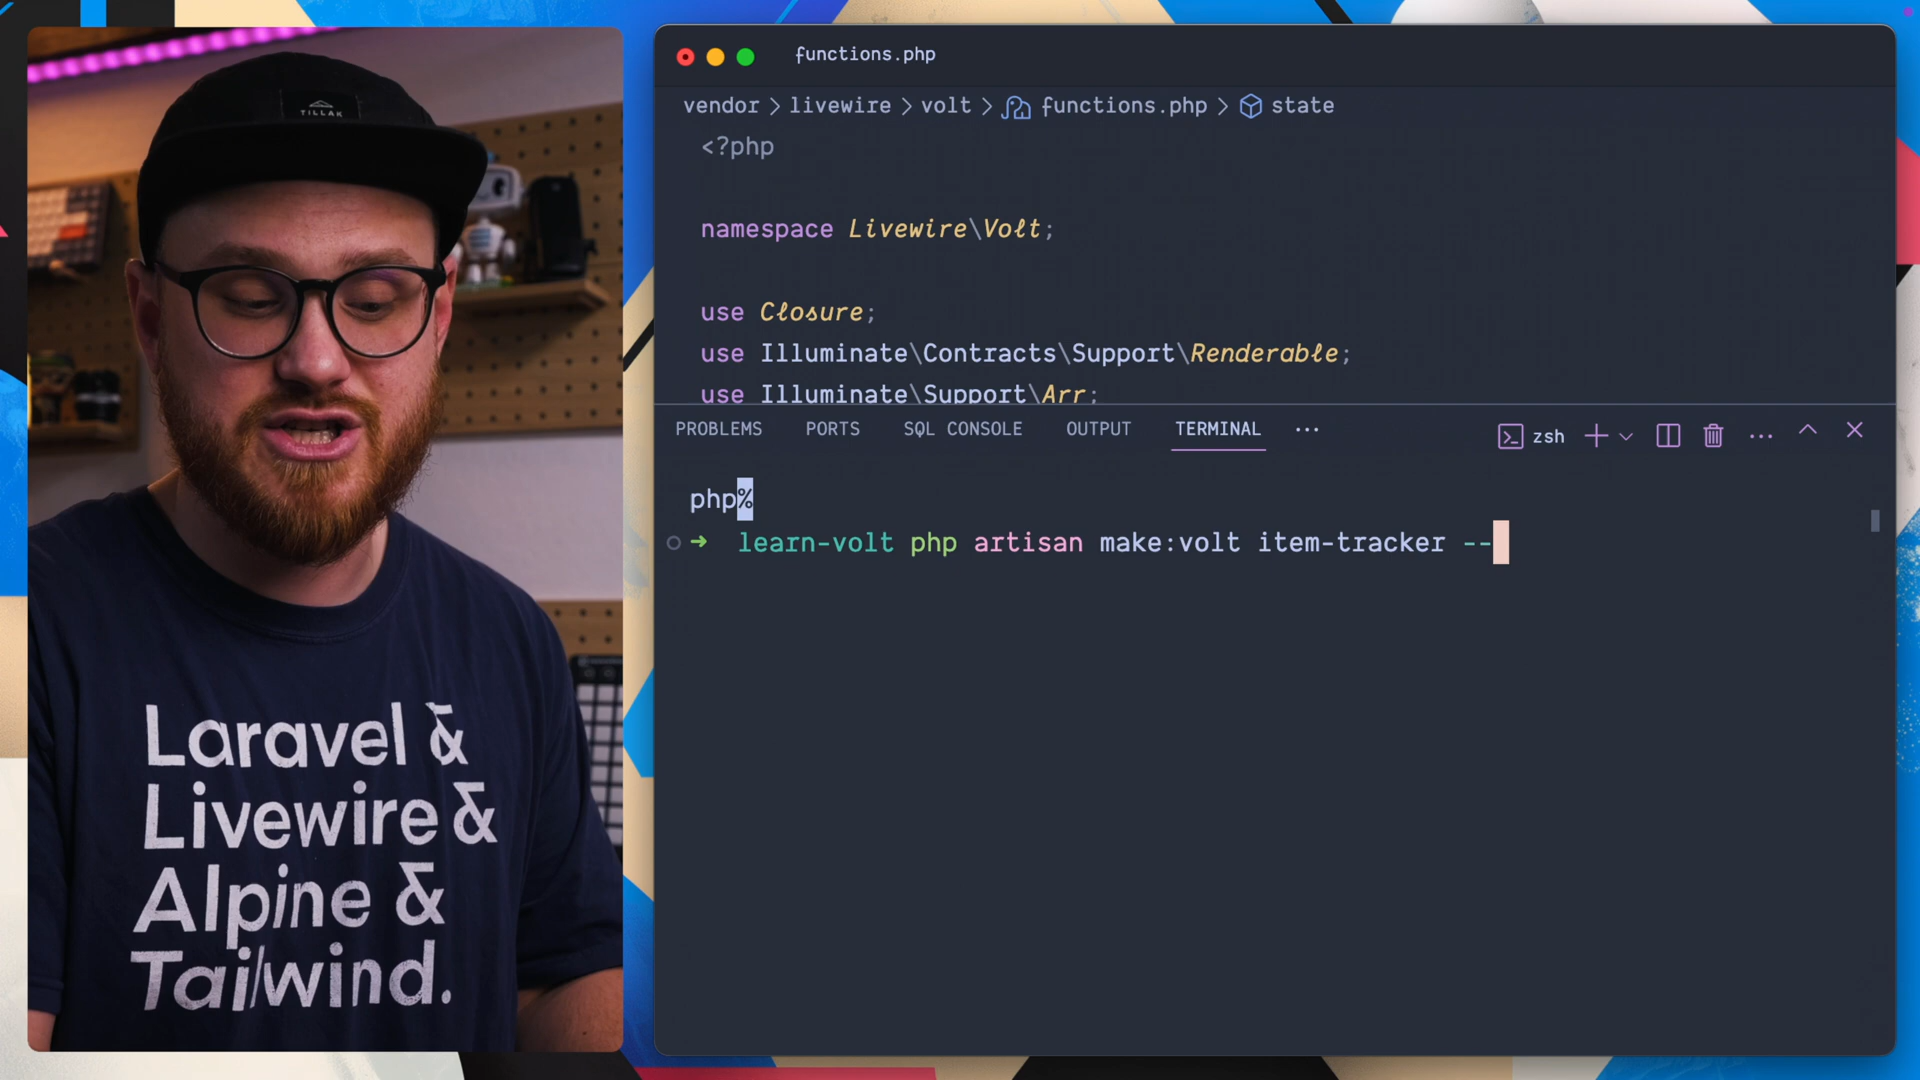 TILLAK
Laravel &
Livewire &
Alpine &
Tailwind.
functions.php
vendor > livewire > volt > functions.php > state
<?php
namespace Livewire\Volt;
use Closure;
use Illuminate\Contracts\Support\Renderable;
use Illuminate\Support\Arr;
PROBLEMS PORTS SQL CONSOLE OUTPUT TERMINAL ··· zsh
php%
➜ learn-volt php artisan make:volt item-tracker --